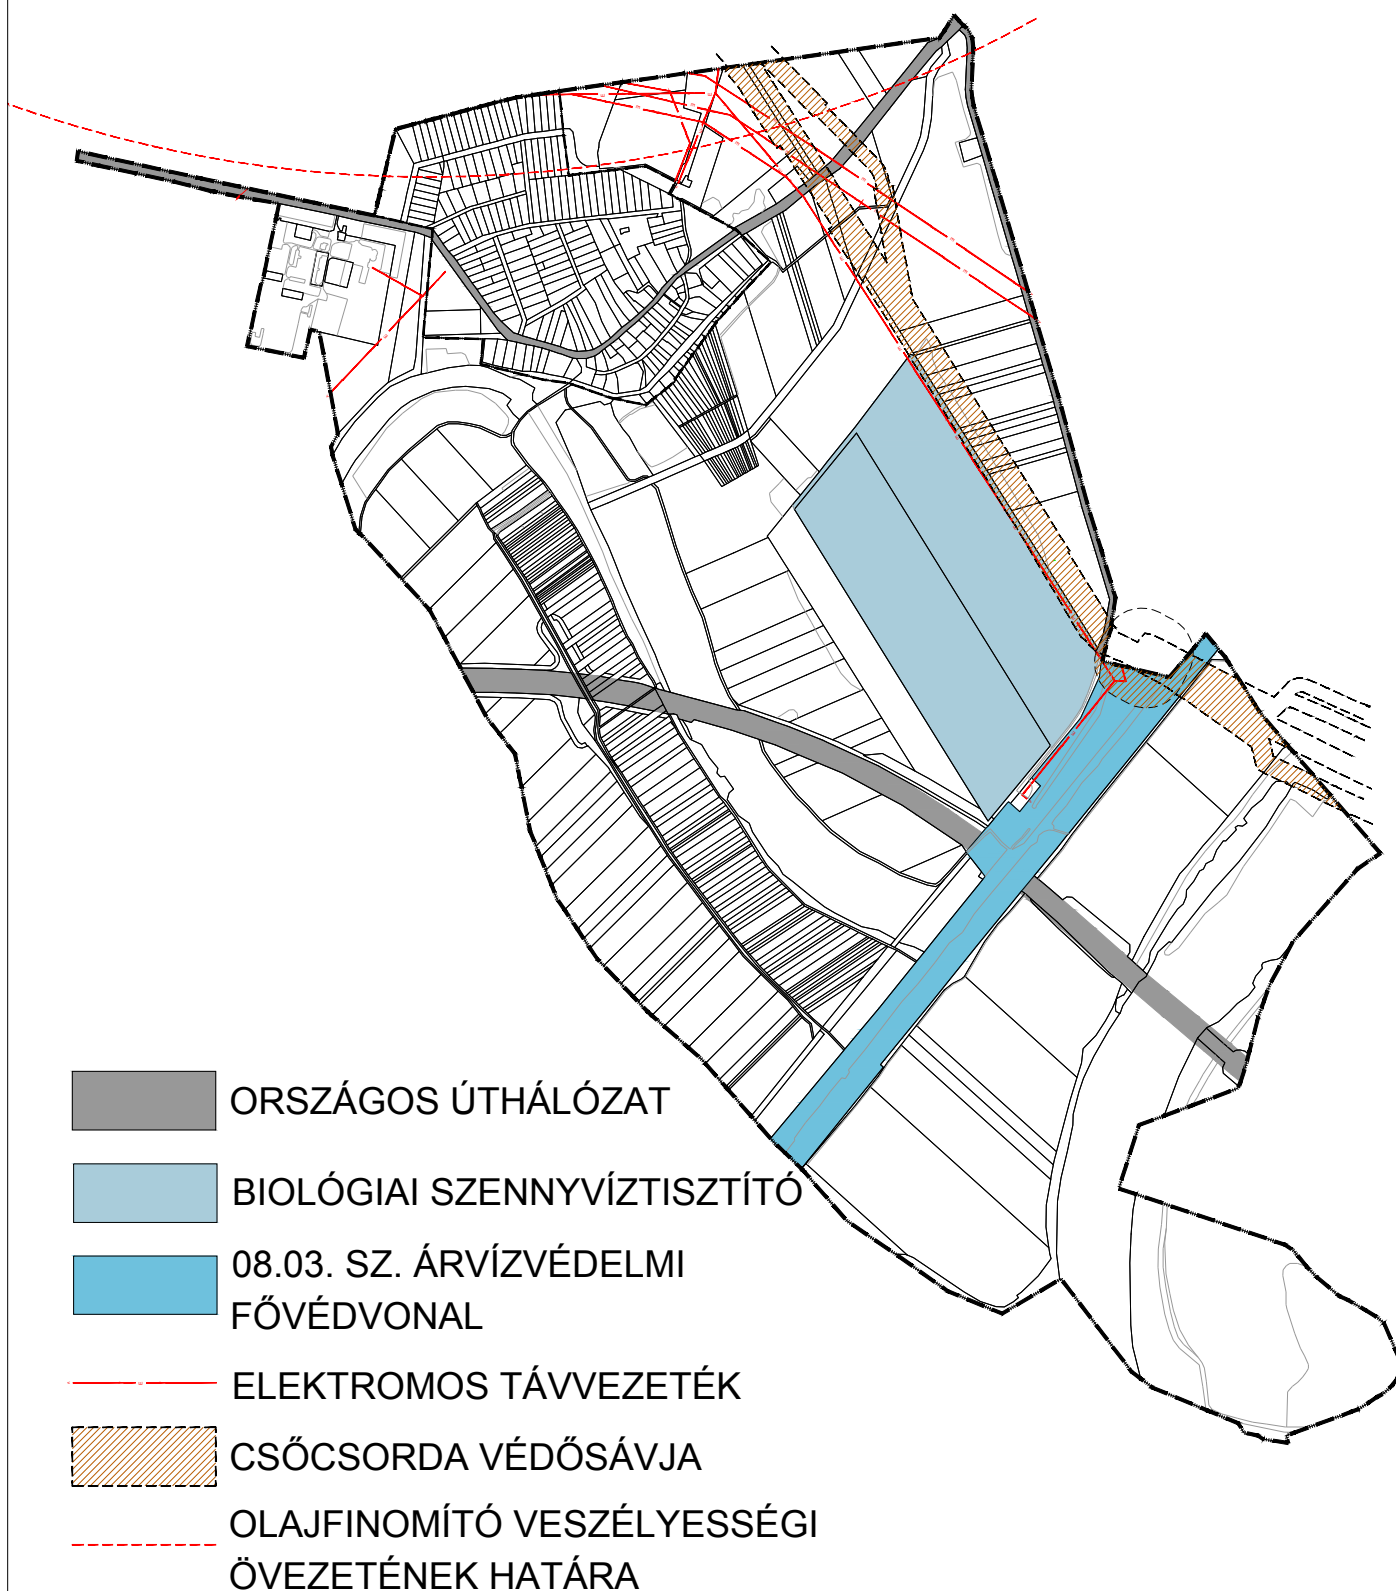 ORSZÁGOS ÚTHÁLÓZAT
BIOLÓGIAI SZENNYVÍZTISZTÍTÓ
08.03. SZ. ÁRVÍZVÉDELMI
FŐVÉDVONAL
ELEKTROMOS TÁVVEZETÉK
CSŐCSORDA VÉDŐSÁVJA
OLAJFINOMÍTÓ VESZÉLYESSÉGI
ÖVEZETÉNEK HATÁRA